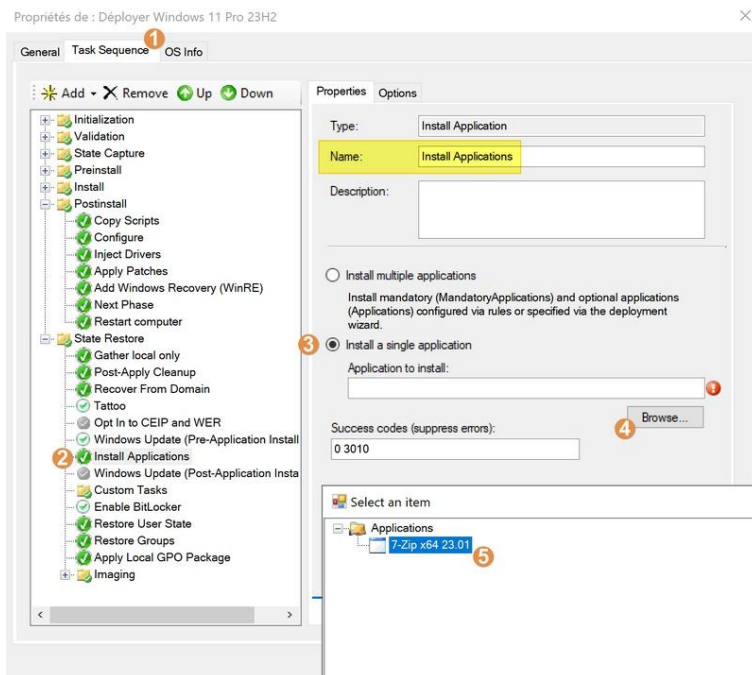 Propriétés de : Déployer Windows 11 Pro 23H2
1
General Task Sequence OS Info
Add Remove Up Down
Initialization
Validation
State Capture
Preinstall
Install
Postinstall
Copy Scripts
Configure
Inject Drivers
Apply Patches
Add Windows Recovery (WinRE)
Next Phase
Restart computer
State Restore
Gather local only
Post-Apply Cleanup
Recover From Domain
Tattoo
Opt In to CEIP and WER
Windows Update (Pre-Application Install
2 Install Applications
Windows Update (Post-Application Insta
Custom Tasks
Enable BitLocker
Restore User State
Restore Groups
Apply Local GPO Package
Imaging
Properties Options
Type: Install Application
Name: Install Applications
Description:
Install multiple applications
Install mandatory (MandatoryApplications) and optional applications
(Applications) configured via rules or specified via the deployment
wizard.
3 Install a single application
Application to install:
4 Browse...
Success codes (suppress errors):
0 3010
Select an item
Applications
7-Zip x64 23.01
5